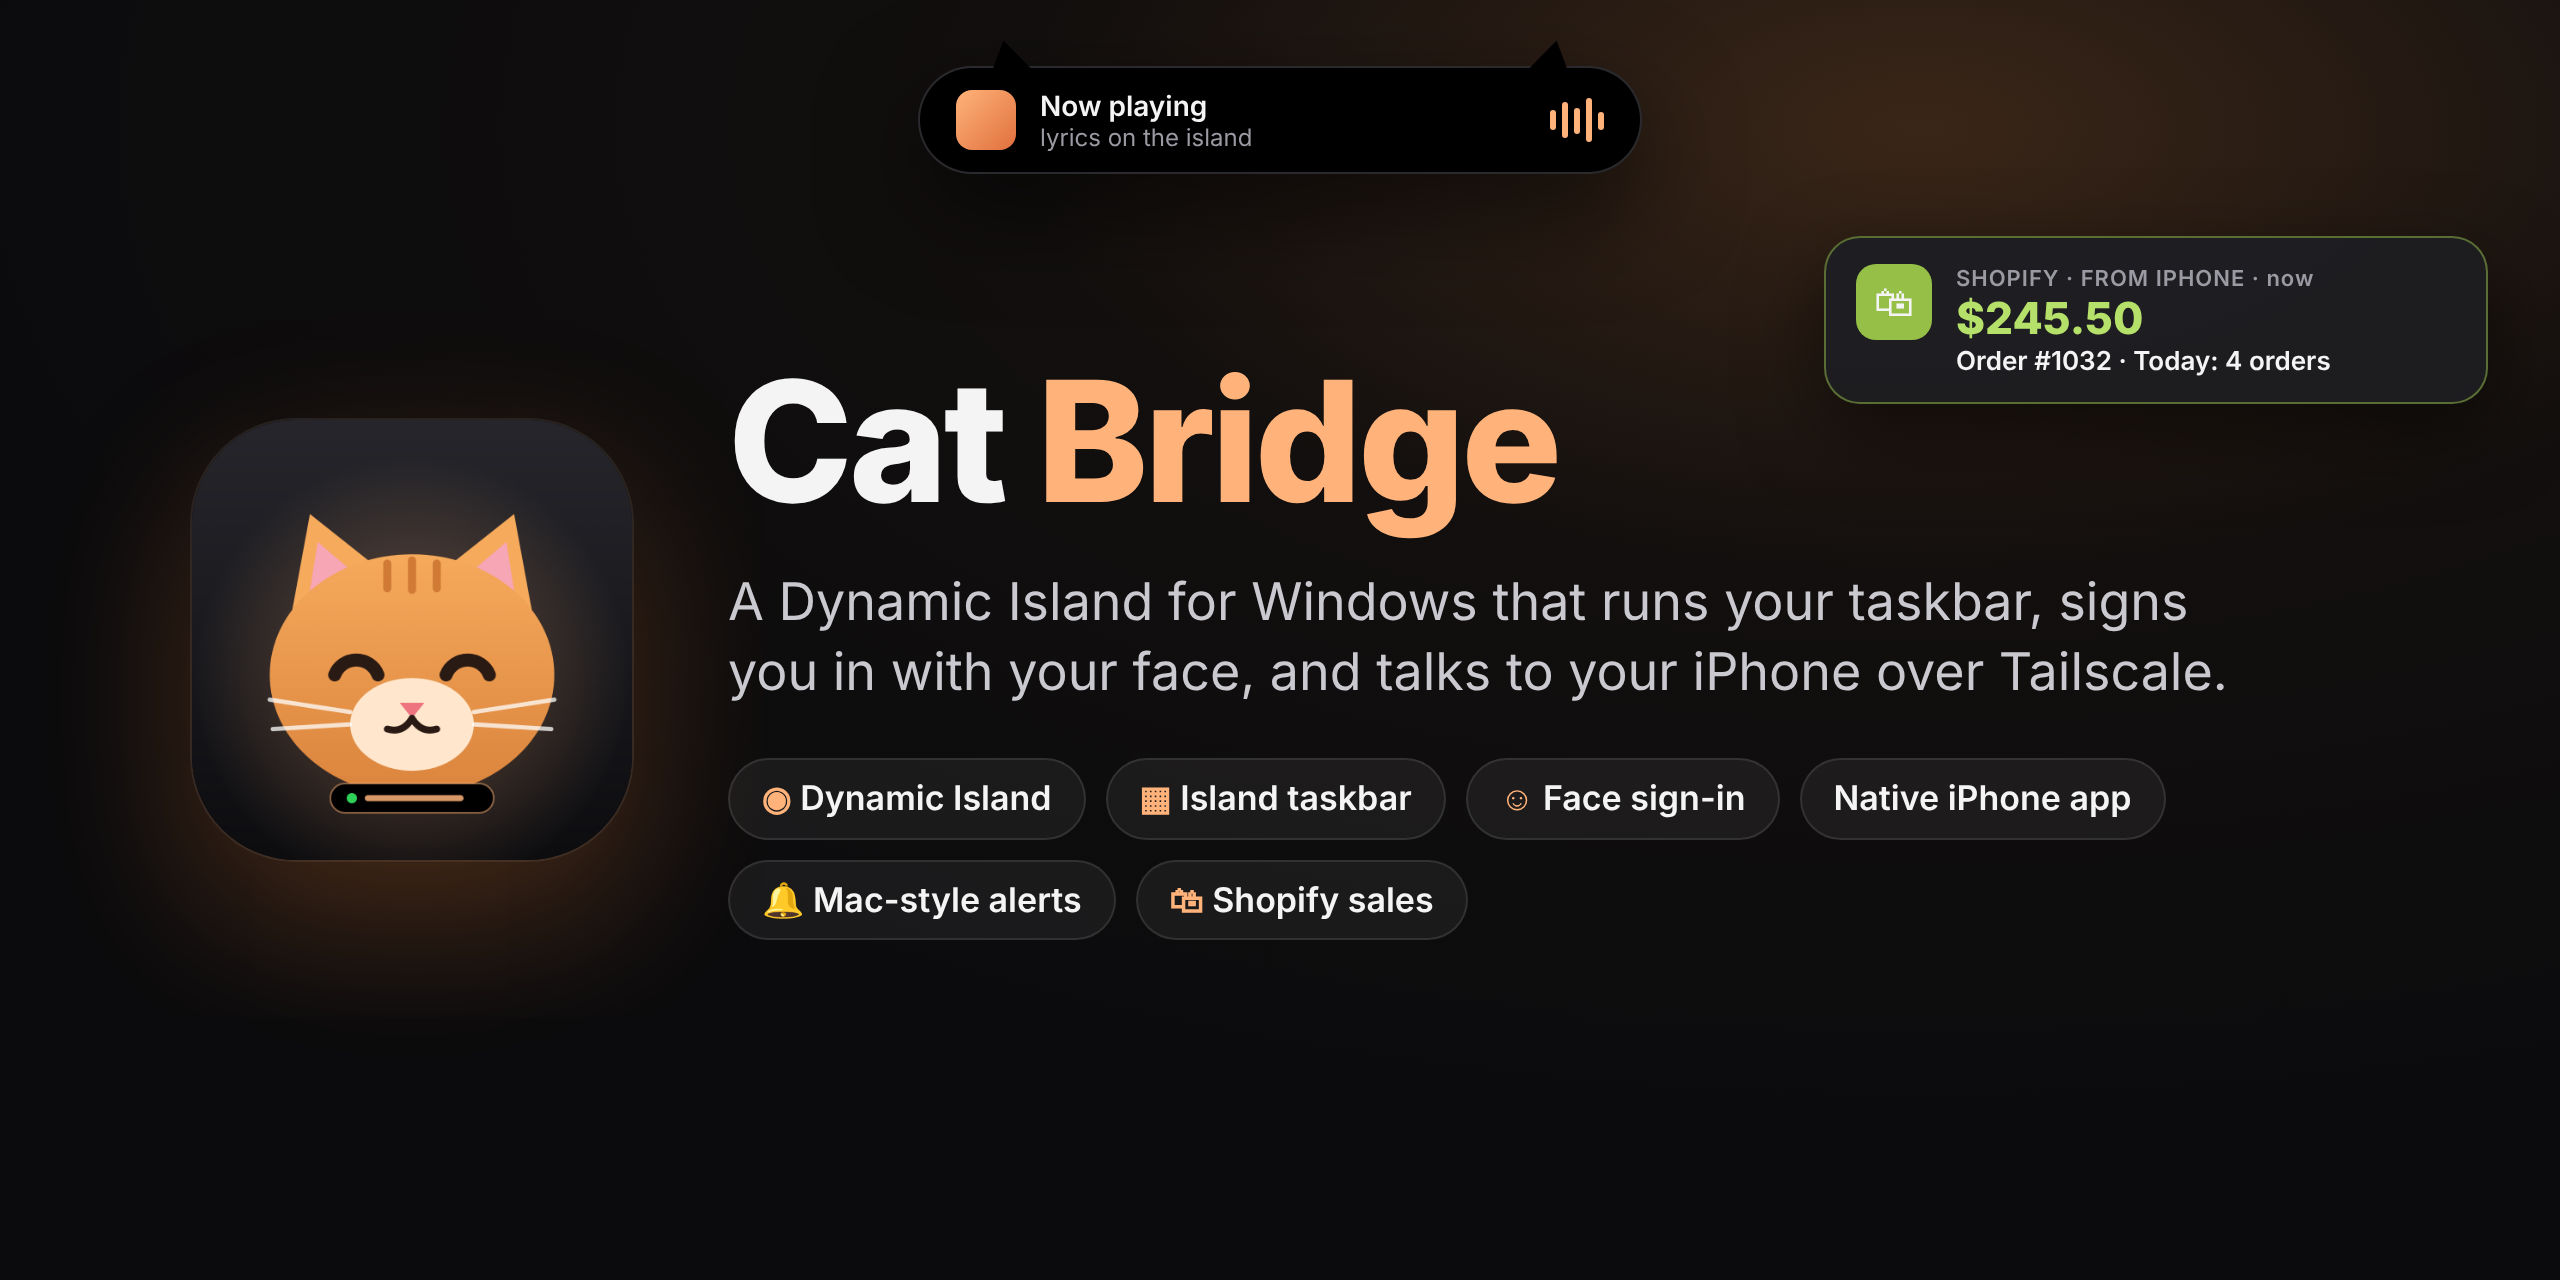 Now playing
lyrics on the island
SHOPIFY · FROM IPHONE · now
$245.50
Order #1032 · Today: 4 orders
Cat Bridge
A Dynamic Island for Windows that runs your taskbar, signs
you in with your face, and talks to your iPhone over Tailscale.
Dynamic Island
Island taskbar
Face sign-in
Native iPhone app
Mac-style alerts
Shopify sales